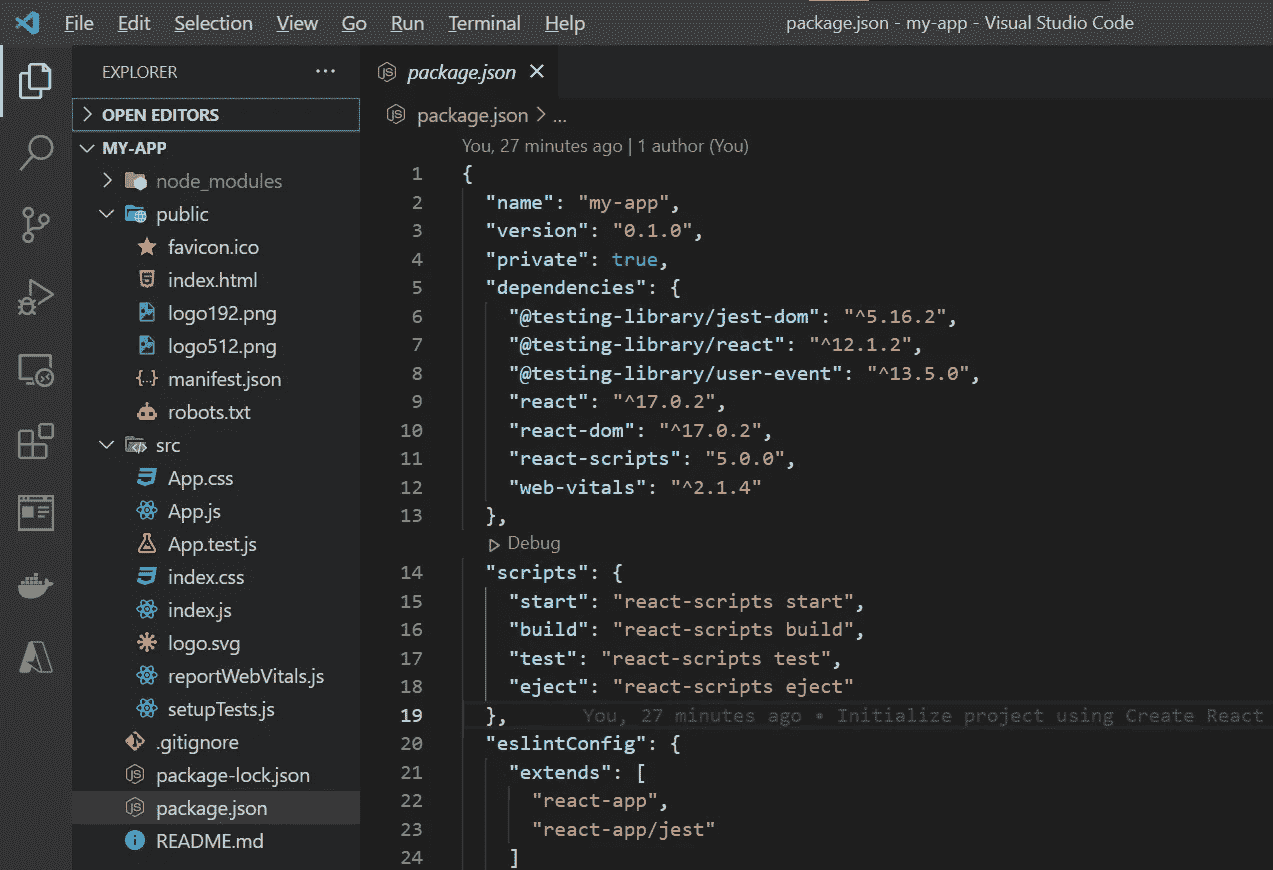 File Edit Selection View Go Run Terminal Help package.json - my-app - Visual Studio Code
EXPLORER
OPEN EDITORS
MY-APP
node_modules
public
favicon.ico
index.html
logo192.png
logo512.png
manifest.json
robots.txt
src
App.css
App.js
App.test.js
index.css
index.js
logo.svg
reportWebVitals.js
setupTests.js
.gitignore
package-lock.json
package.json
README.md
package.json
package.json > ...
You, 27 minutes ago | 1 author (You)
1 {
2 "name": "my-app",
3 "version": "0.1.0",
4 "private": true,
5 "dependencies": {
6 "@testing-library/jest-dom": "^5.16.2",
7 "@testing-library/react": "^12.1.2",
8 "@testing-library/user-event": "^13.5.0",
9 "react": "^17.0.2",
10 "react-dom": "^17.0.2",
11 "react-scripts": "5.0.0",
12 "web-vitals": "^2.1.4"
13 },
Debug
14 "scripts": {
15 "start": "react-scripts start",
16 "build": "react-scripts build",
17 "test": "react-scripts test",
18 "eject": "react-scripts eject"
19 }, You, 27 minutes ago • Initialize project using Create React
20 "eslintConfig": {
21 "extends": [
22 "react-app",
23 "react-app/jest"
24 ]